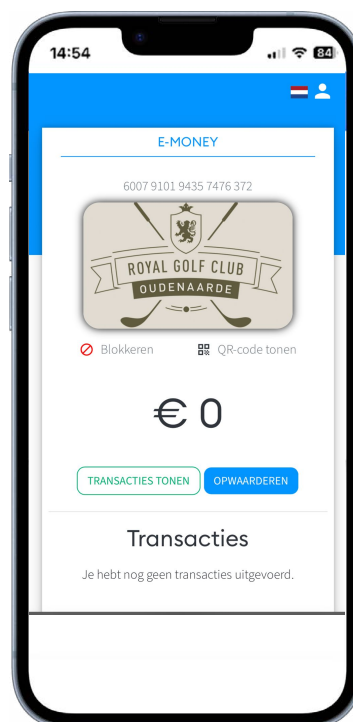 14:54
84
E-MONEY
6007 9101 9435 7476 372
ROYAL GOLF CLUB
OUDENAARDE
Blokkeren
QR-code tonen
€ 0
TRANSACTIES TONEN
OPWAARDEREN
Transacties
Je hebt nog geen transacties uitgevoerd.